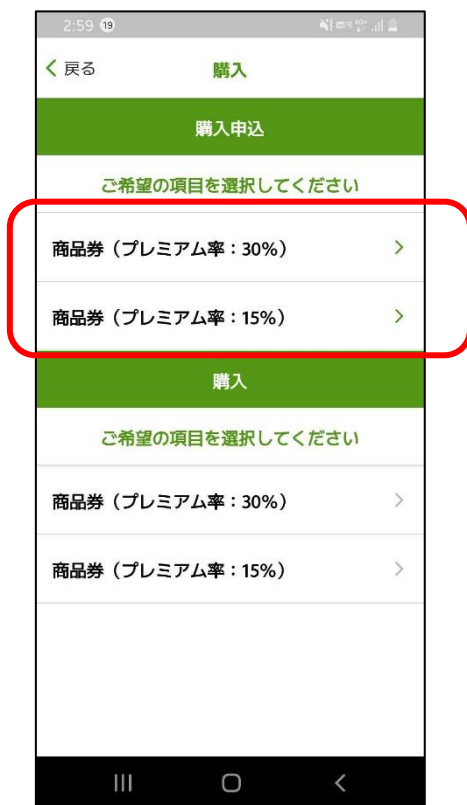 2:59 19
戻る
購入
購入申込
ご希望の項目を選択してください
商品券（プレミアム率：30%）
商品券（プレミアム率：15%）
購入
ご希望の項目を選択してください
商品券（プレミアム率：30%）
商品券（プレミアム率：15%）